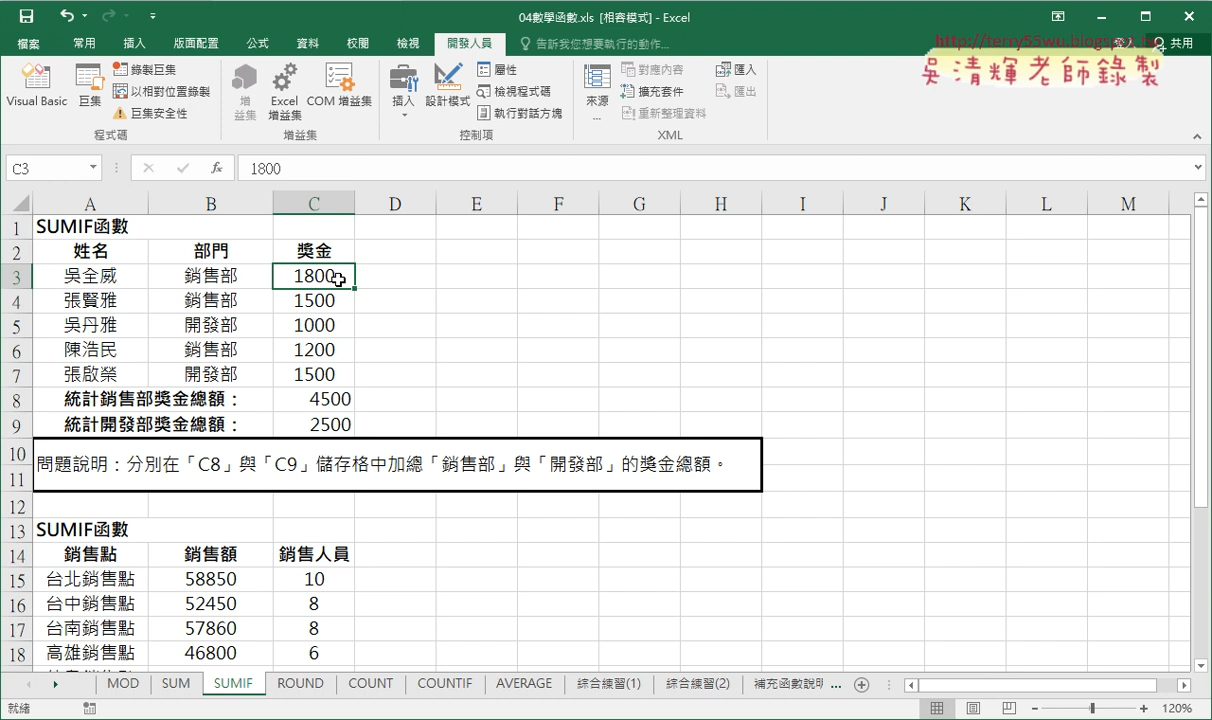 04數學函數.xls [相容模式] - Excel
檔案 常用 插入 版面配置 公式 資料 校閱 檢視 開發人員 告訴我您想要執行的動作... 登入 共用
http://terry55wu.blogspot.tw
吳清輝老師錄製
Visual Basic 巨集 錄製巨集 以相對位置錄製 巨集安全性
程式碼
增益集 Excel 增益集 COM 增益集
增益集
插入 設計模式 屬性 檢視程式碼 執行對話方塊
控制項
來源... 對應內容 擴充套件 重新整理資料 匯入 匯出
XML
C3 fx 1800
A B C D E F G H I J K L M
1 SUMIF函數
2 姓名 部門 獎金
3 吳全威 銷售部 1800
4 張賢雅 銷售部 1500
5 吳丹雅 開發部 1000
6 陳浩民 銷售部 1200
7 張啟榮 開發部 1500
8 統計銷售部獎金總額： 4500
9 統計開發部獎金總額： 2500
10
問題說明：分別在「C8」與「C9」儲存格中加總「銷售部」與「開發部」的獎金總額。
11
12
13 SUMIF函數
14 銷售點 銷售額 銷售人員
15 台北銷售點 58850 10
16 台中銷售點 52450 8
17 台南銷售點 57860 8
18 高雄銷售點 46800 6
MOD SUM SUMIF ROUND COUNT COUNTIF AVERAGE 綜合練習(1) 綜合練習(2) 補充函數說明 ...
就緒 120%